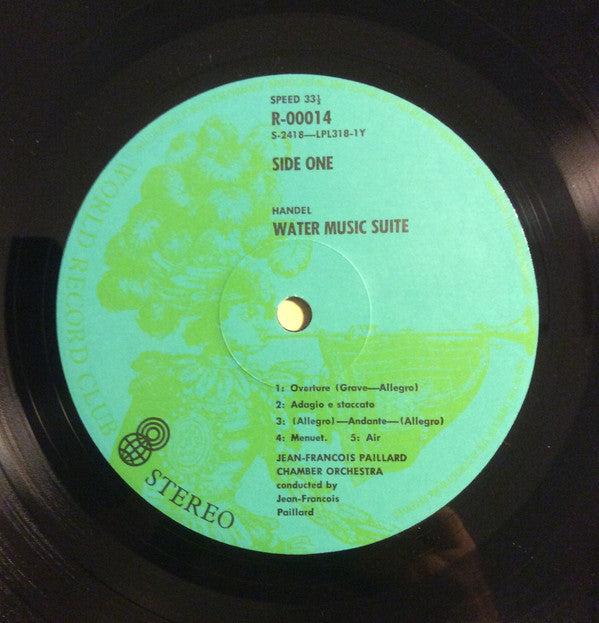 SPEED 33⅓
R-00014
S-2418—LPL318-1Y
SIDE ONE
HANDEL
WATER MUSIC SUITE
1: Overture (Grave—Allegro)
2: Adagio e staccato
3: (Allegro)—Andante—(Allegro)
4: Menuet. 5: Air
JEAN-FRANCOIS PAILLARD
CHAMBER ORCHESTRA
conducted by
Jean-Francois
Paillard
WORLD RECORD CLUB
STEREO